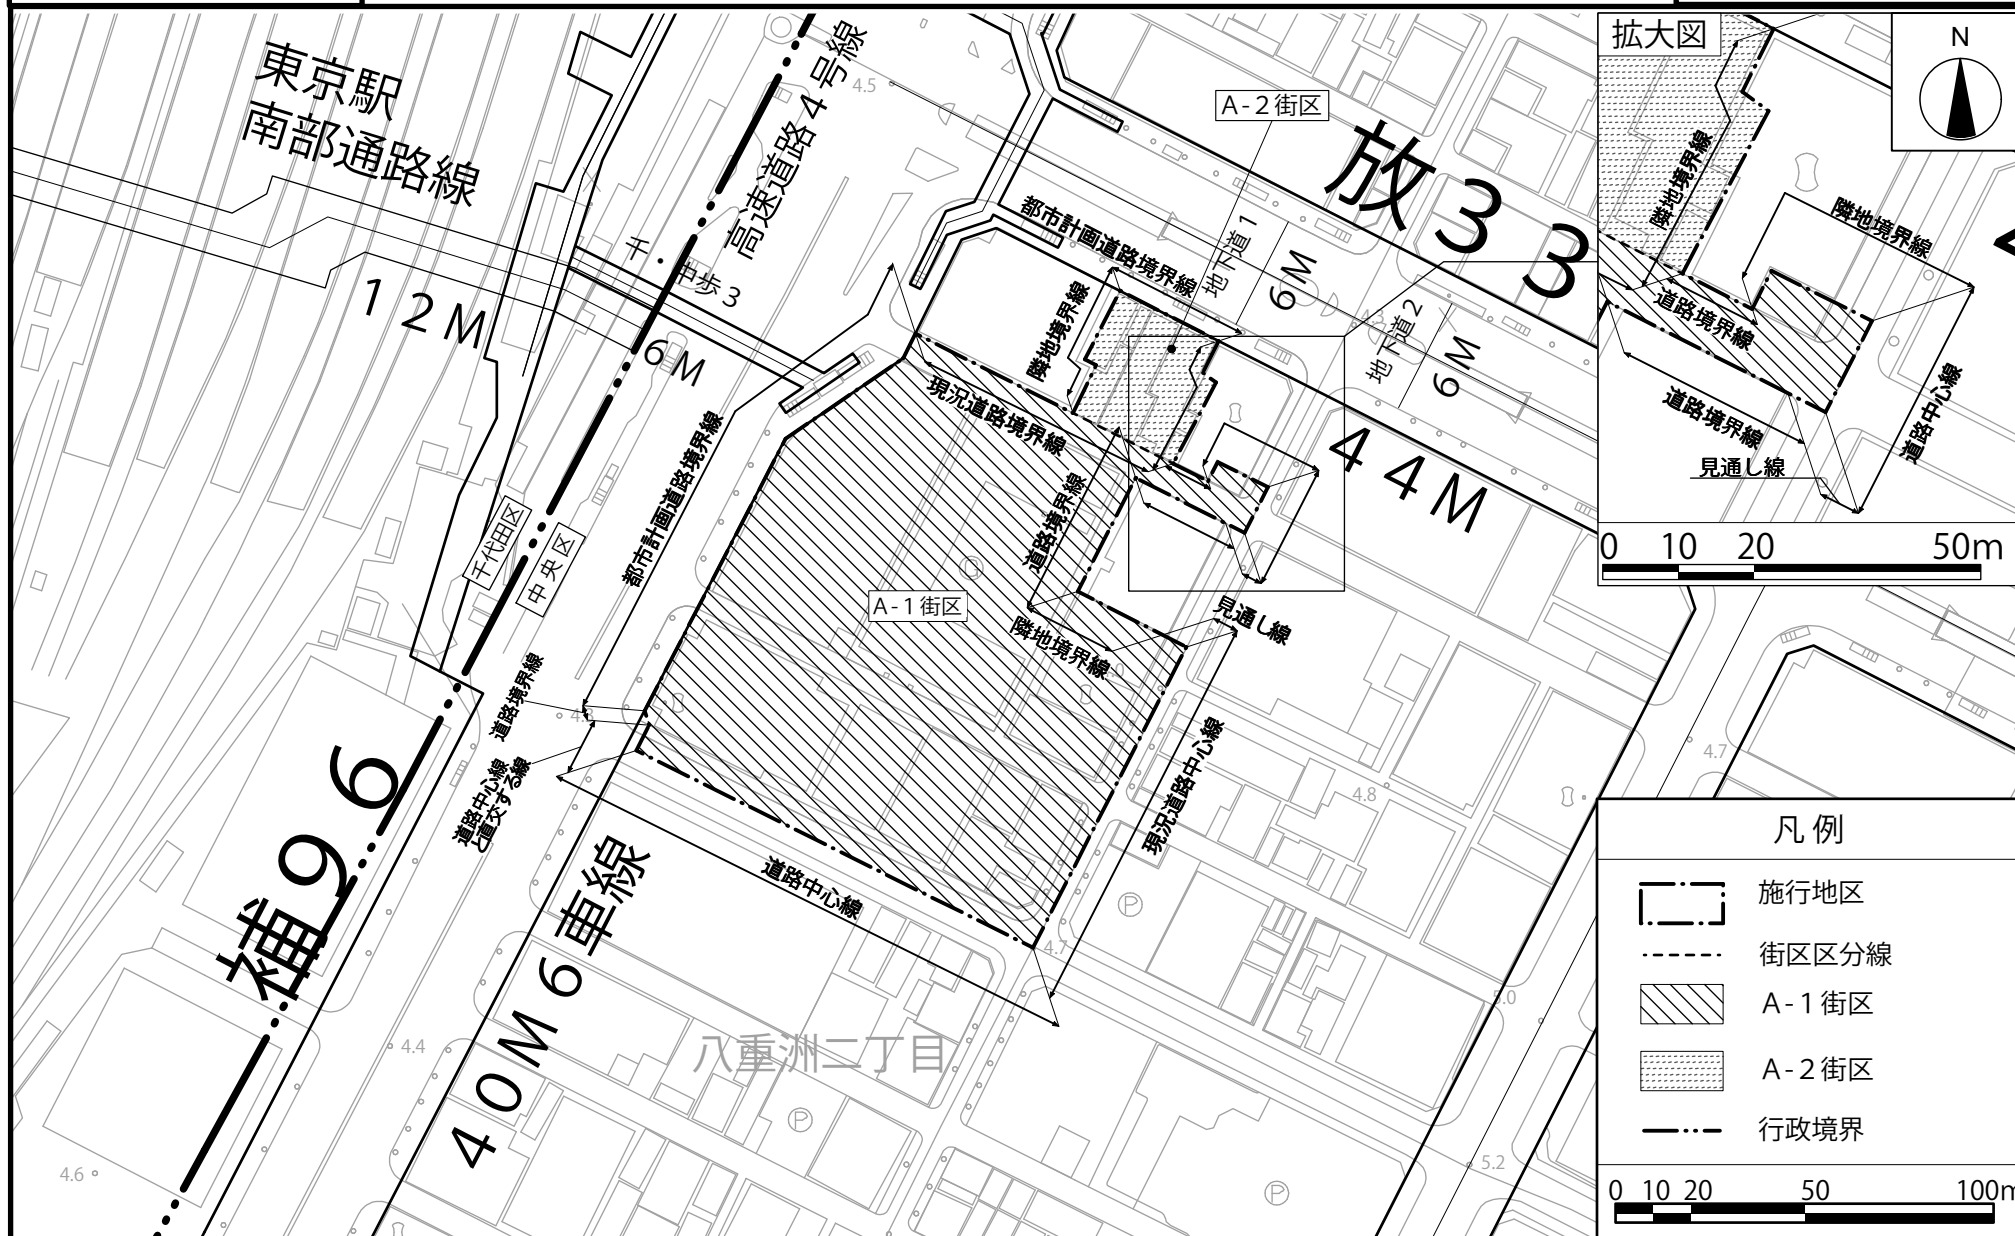 東京駅
南部通路線
12M
高速道路4号線
千・中歩3
6M
4.5
A-2街区
放33
都市計画道路境界線
地下道1
6M
地下道2
6M
4.3
44M
隣地境界線
現況道路境界線
都市計画道路境界線
道路境界線
千代田区
中央区
A-1街区
隣地境界線
見通し線
道路境界線
4.3
道路中心線
と直交する線
現況道路中心線
道路中心線
補96
40M6車線
八重洲二丁目
4.7
4.8
4.7
5.0
4.4
4.6
5.2
P
P
P
拡大図
N
隣地境界線
隣地境界線
道路境界線
道路境界線
道路中心線
見通し線
0 10 20 50m
凡例
施行地区
街区区分線
A-1街区
A-2街区
行政境界
0 10 20 50 100m